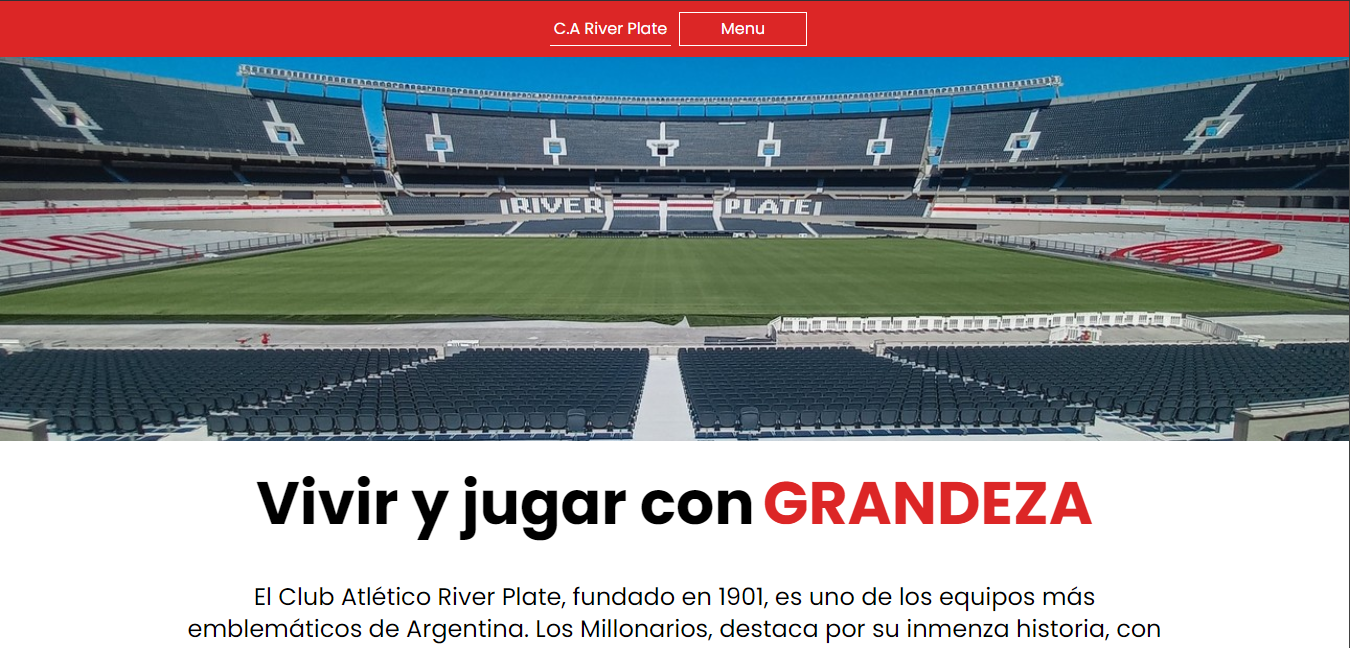 C.A River Plate Menu
RIVER PLATE
1901
Vivir y jugar con GRANDEZA
El Club Atlético River Plate, fundado en 1901, es uno de los equipos más
emblemáticos de Argentina. Los Millonarios, destaca por su inmenza historia, con